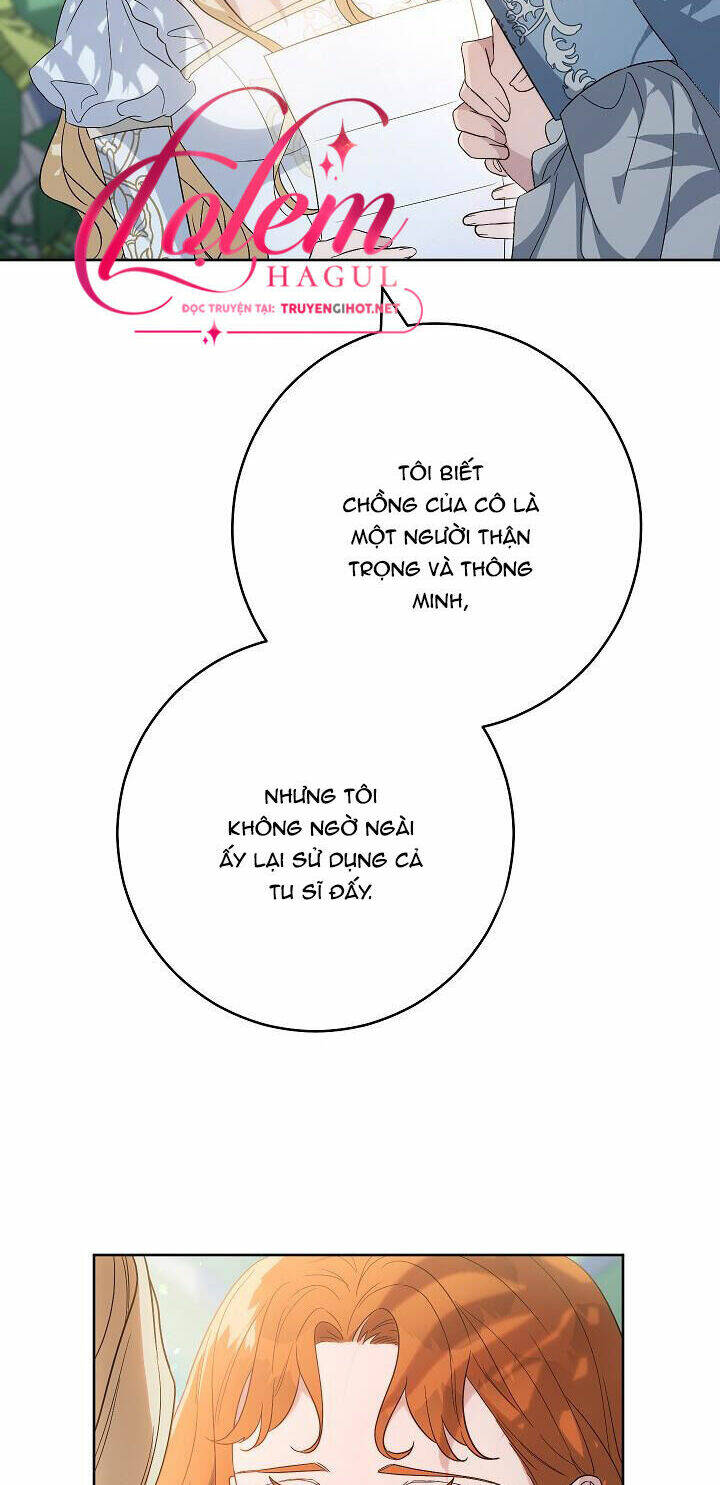 Lọlem
HAGUL
ĐỌC TRUYỆN TẠI: TRUYENGIHOT.NET
TÔI BIẾT
CHỒNG CỦA CÔ LÀ
MỘT NGƯỜI THẬN
TRỌNG VÀ THÔNG
MINH,
NHƯNG TÔI
KHÔNG NGỜ NGÀI
ẤY LẠI SỬ DỤNG CẢ
TU SĨ ĐẤY.